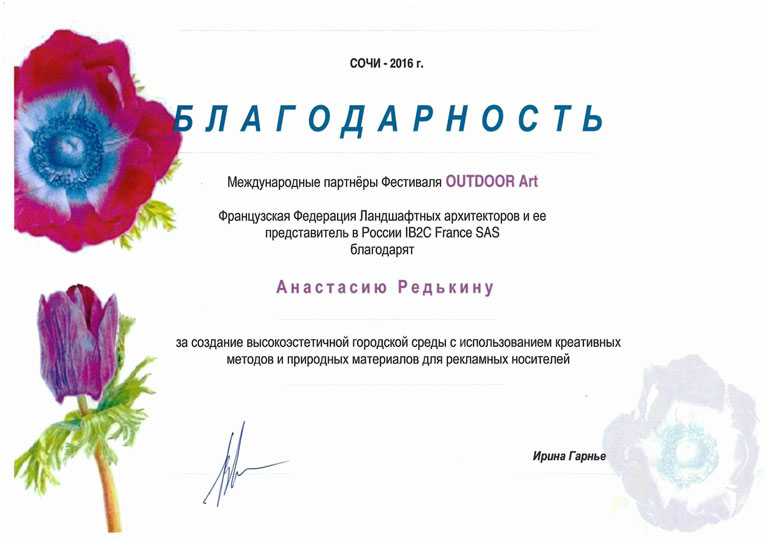 СОЧИ - 2016 г.
БЛАГОДАРНОСТЬ
Международные партнёры Фестиваля OUTDOOR Art
Французская Федерация Ландшафтных архитекторов и ее
представитель в России IB2C France SAS
благодарят
Анастасию Редькину
за создание высокоэстетичной городской среды с использованием креативных
методов и природных материалов для рекламных носителей
Ирина Гарнье